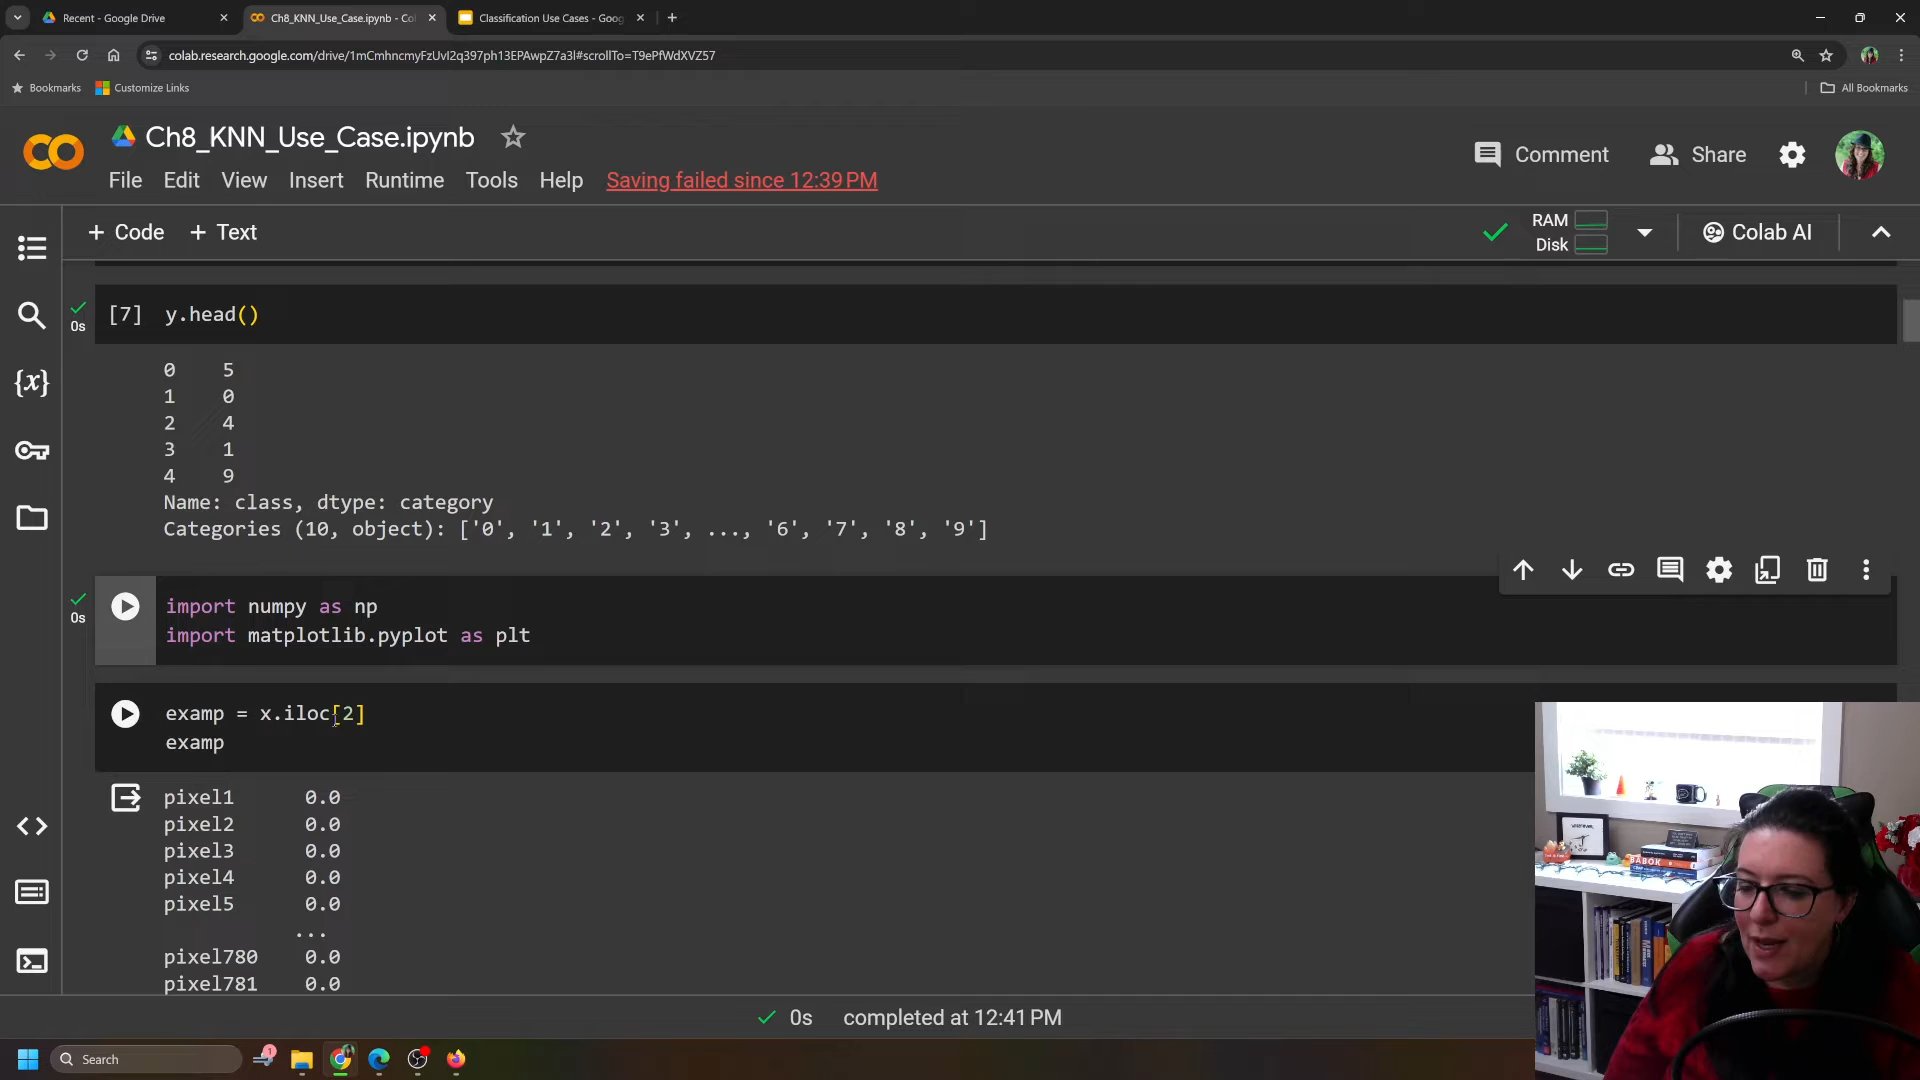 Recent - Google Drive
Ch8_KNN_Use_Case.ipynb - Co
Classification Use Cases - Goog
colab.research.google.com/drive/1mCmhncmyFzUvI2q397ph13EPAwpZ7a3l#scrollTo=T9ePfWdXVZ57
Bookmarks
Customize Links
All Bookmarks
Ch8_KNN_Use_Case.ipynb
Comment
Share
File Edit View Insert Runtime Tools Help Saving failed since 12:39 PM
+ Code + Text
RAM
Disk
Colab AI
[7] y.head()
0s
0 5
1 0
2 4
3 1
4 9
Name: class, dtype: category
Categories (10, object): ['0', '1', '2', '3', ..., '6', '7', '8', '9']
0s
import numpy as np
import matplotlib.pyplot as plt
examp = x.iloc[2]
examp
pixel1 0.0
pixel2 0.0
pixel3 0.0
pixel4 0.0
pixel5 0.0
...
pixel780 0.0
pixel781 0.0
BABOK
0s completed at 12:41 PM
Search
1